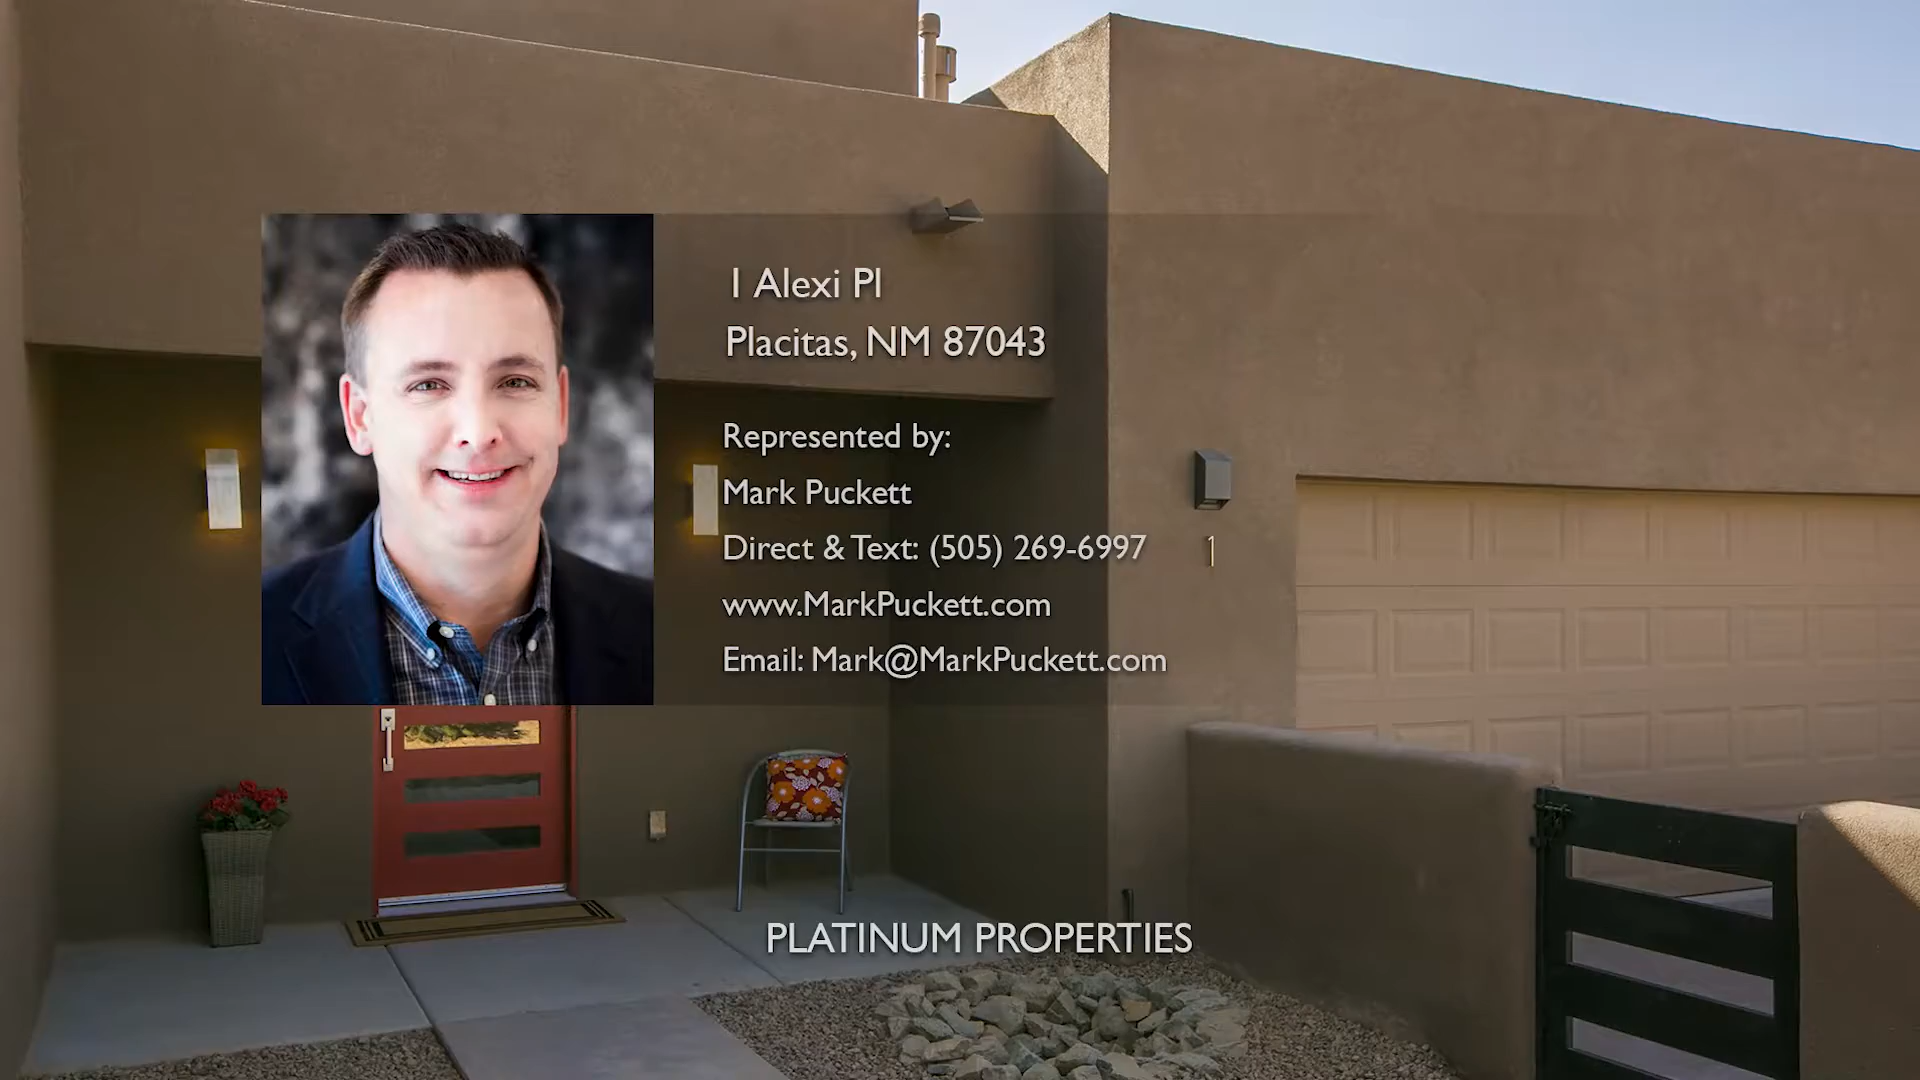 1 Alexi Pl
Placitas, NM 87043
Represented by:
Mark Puckett
Direct & Text: (505) 269-6997
www.MarkPuckett.com
Email: Mark@MarkPuckett.com
1
PLATINUM PROPERTIES